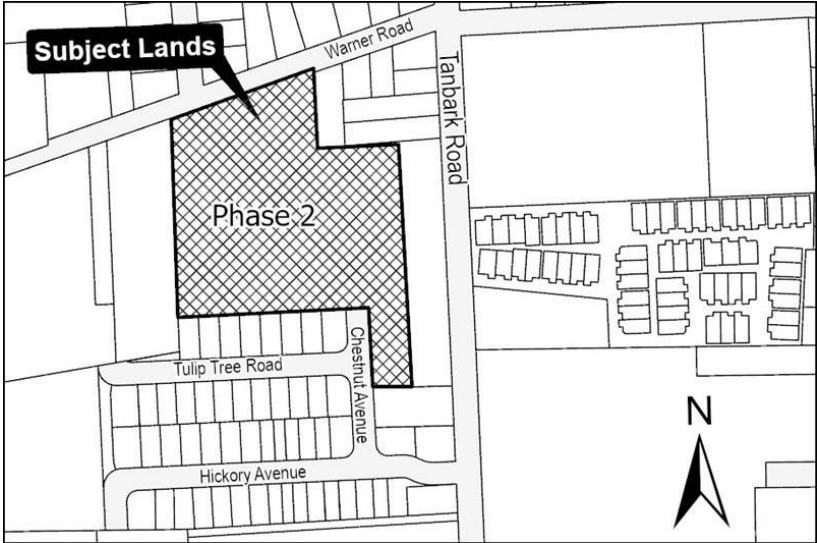 Subject Lands
Warner Road
Tanbark Road
Phase 2
Chestnut Avenue
Tulip Tree Road
Hickory Avenue
N